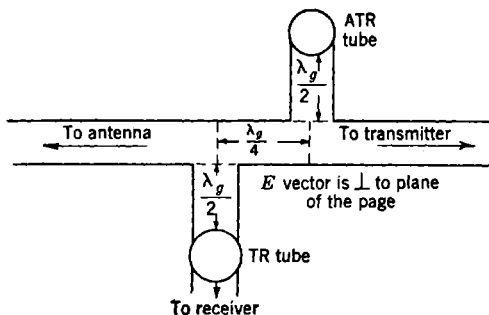 ATR
tube
λg
2
To antenna
λg
4
To transmitter
λg
2
E vector is ⊥ to plane
of the page
TR tube
To receiver